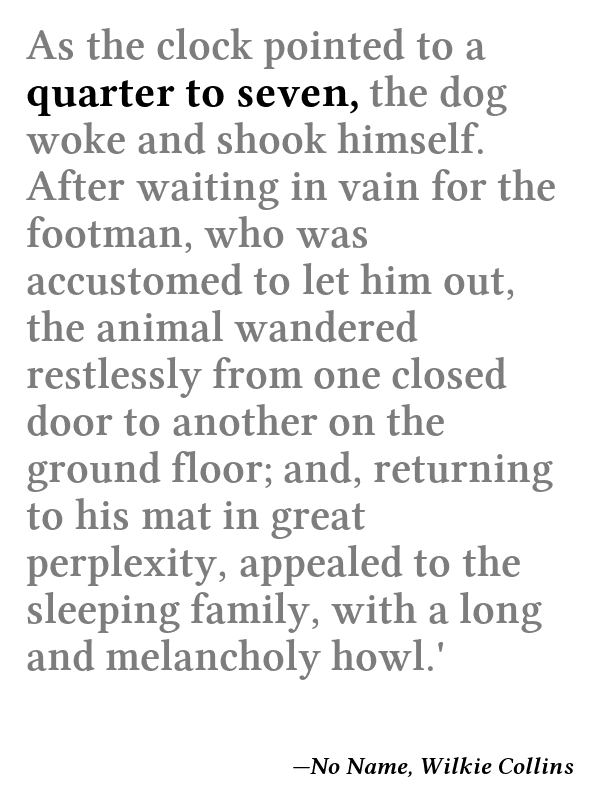 As the clock pointed to a
quarter to seven, the dog
woke and shook himself.
After waiting in vain for the
footman, who was
accustomed to let him out,
the animal wandered
restlessly from one closed
door to another on the
ground floor; and, returning
to his mat in great
perplexity, appealed to the
sleeping family, with a long
and melancholy howl.'
—No Name, Wilkie Collins